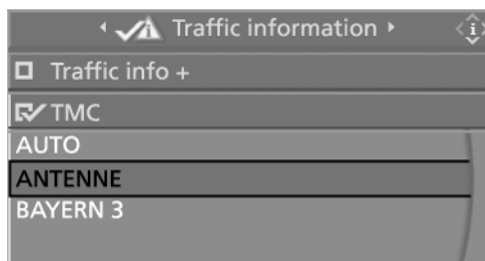 Traffic information
Traffic info +
TMC
AUTO
ANTENNE
BAYERN 3